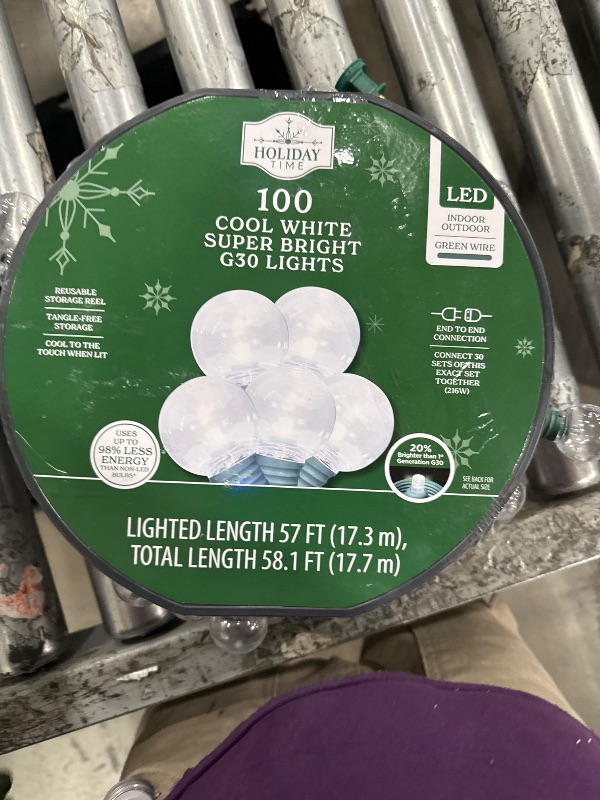 HOLIDAY
TIME
100
COOL WHITE
SUPER BRIGHT
G30 LIGHTS
LED
INDOOR
OUTDOOR
GREEN WIRE
REUSABLE
STORAGE REEL
TANGLE-FREE
STORAGE
COOL TO THE
TOUCH WHEN LIT
END TO END
CONNECTION
CONNECT 30
SETS OF THIS
EXACT SET
TOGETHER
(216W)
USES
UP TO
98% LESS
ENERGY
THAN NON-LED
BULBS*
20%
Brighter than 1st
Generation G30
SEE BACK FOR
ACTUAL SIZE
LIGHTED LENGTH 57 FT (17.3 m),
TOTAL LENGTH 58.1 FT (17.7 m)